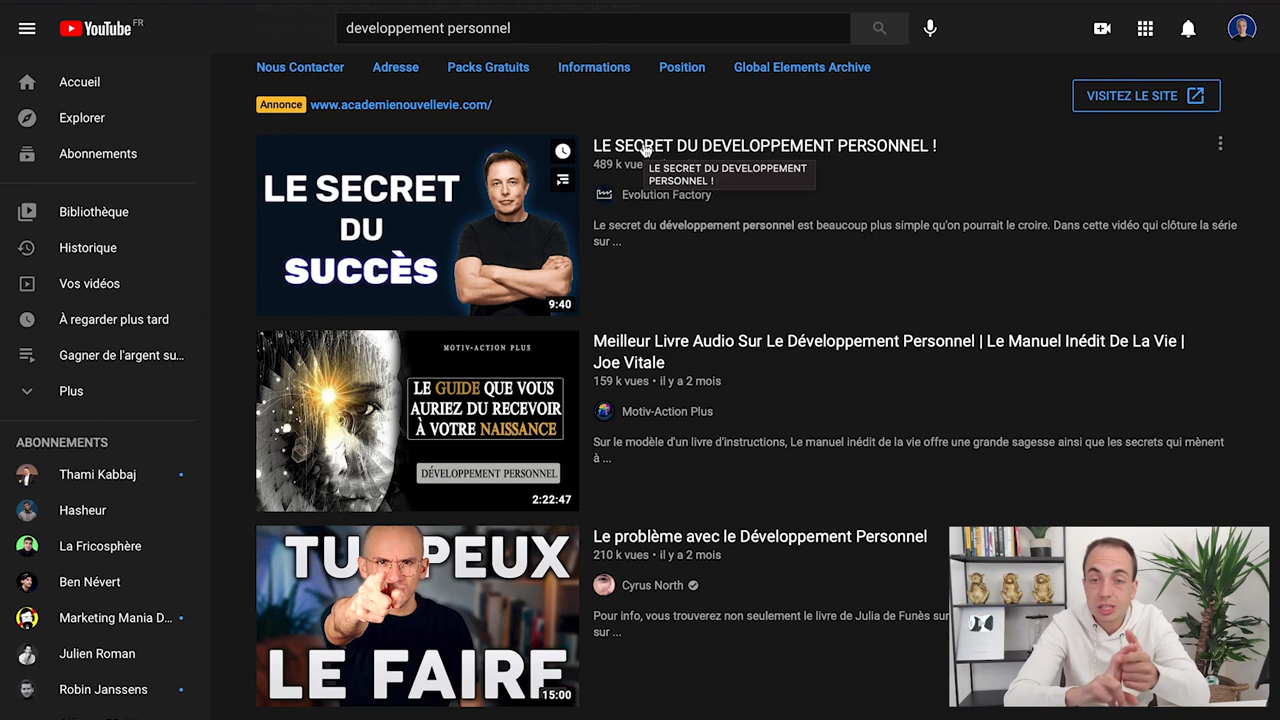 YouTube FR
developpement personnel
Accueil
Explorer
Abonnements
Bibliothèque
Historique
Vos vidéos
À regarder plus tard
Gagner de l'argent su...
Plus
ABONNEMENTS
Thami Kabbaj
Hasheur
La Fricosphère
Ben Névert
Marketing Mania D...
Julien Roman
Robin Janssens
Nous Contacter Adresse Packs Gratuits Informations Position Global Elements Archive
Annonce www.academienouvellevie.com/
VISITEZ LE SITE
LE SECRET
DU
SUCCÈS
9:40
LE SECRET DU DEVELOPPEMENT PERSONNEL !
489 k vue
LE SECRET DU DEVELOPPEMENT
PERSONNEL !
Evolution Factory
Le secret du développement personnel est beaucoup plus simple qu'on pourrait le croire. Dans cette vidéo qui clôture la série
sur ...
MOTIV-ACTION PLUS
LE GUIDE QUE VOUS
AURIEZ DU RECEVOIR
À VOTRE NAISSANCE
DÉVELOPPEMENT PERSONNEL
2:22:47
Meilleur Livre Audio Sur Le Développement Personnel | Le Manuel Inédit De La Vie |
Joe Vitale
159 k vues • il y a 2 mois
Motiv-Action Plus
Sur le modèle d'un livre d'instructions, Le manuel inédit de la vie offre une grande sagesse ainsi que les secrets qui mènent
à ...
TU PEUX
LE FAIRE
15:00
Le problème avec le Développement Personnel
210 k vues • il y a 2 mois
Cyrus North
Pour info, vous trouverez non seulement le livre de Julia de Funès sur
sur ...